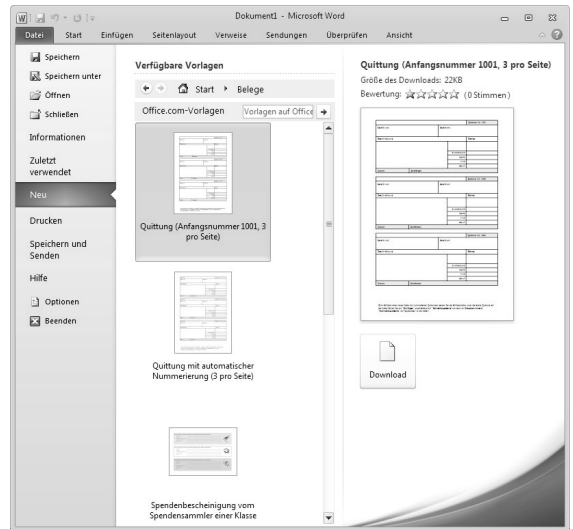 Dokument1 - Microsoft Word
Datei Start Einfügen Seitenlayout Verweise Sendungen Überprüfen Ansicht
Speichern
Speichern unter
Öffnen
Schließen
Informationen
Zuletzt
verwendet
Neu
Drucken
Speichern und
Senden
Hilfe
Optionen
Beenden
Verfügbare Vorlagen
Start Belege
Office.com-Vorlagen Vorlagen auf Office
Quittung (Anfangsnummer 1001, 3
pro Seite)
Quittung mit automatischer
Nummerierung (3 pro Seite)
Spendenbescheinigung vom
Spendensammler einer Klasse
Quittung (Anfangsnummer 1001, 3 pro Seite)
Größe des Downloads: 22KB
Bewertung: (0 Stimmen)
Download